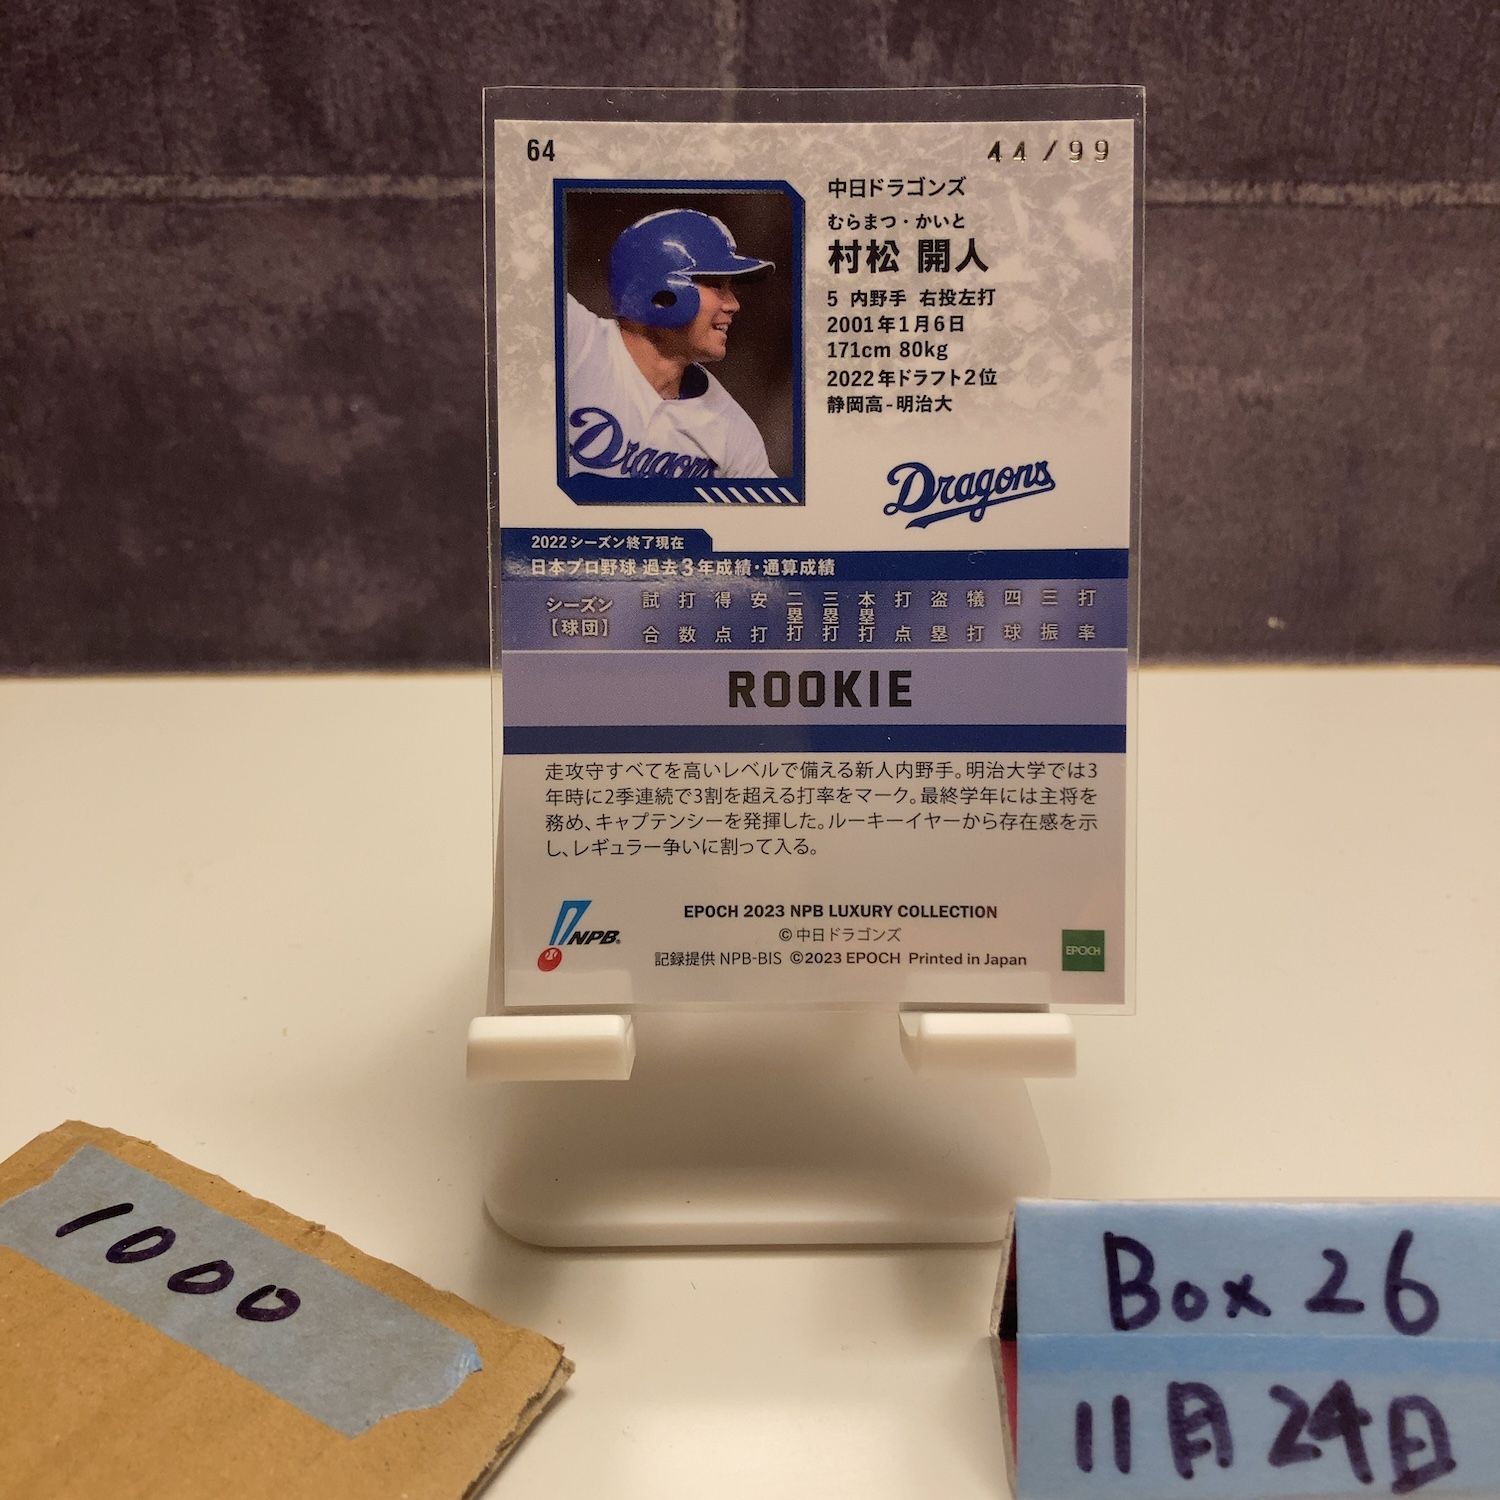 64
44/99
中日ドラゴンズ
むらまつ・かいと
村松 開人
5 内野手 右投左打
2001年1月6日
171cm 80kg
2022年ドラフト2位
静岡高-明治大
Dragons
Dragons
2022シーズン終了現在
日本プロ野球 過去3年成績・通算成績
シーズン【球団】 試合 打数 得点 安打 二塁打 三塁打 本塁打 打点 盗塁 犠打 四球 三振 打率
ROOKIE
走攻守すべてを高いレベルで備える新人内野手。明治大学では3
年時に2季連続で3割を超える打率をマーク。最終学年には主将を
務め、キャプテンシーを発揮した。ルーキーイヤーから存在感を示
し、レギュラー争いに割って入る。
NPB®
EPOCH 2023 NPB LUXURY COLLECTION
©中日ドラゴンズ
記録提供 NPB-BIS ©2023 EPOCH Printed in Japan
EPOCH
1000
Box 26
11月24日